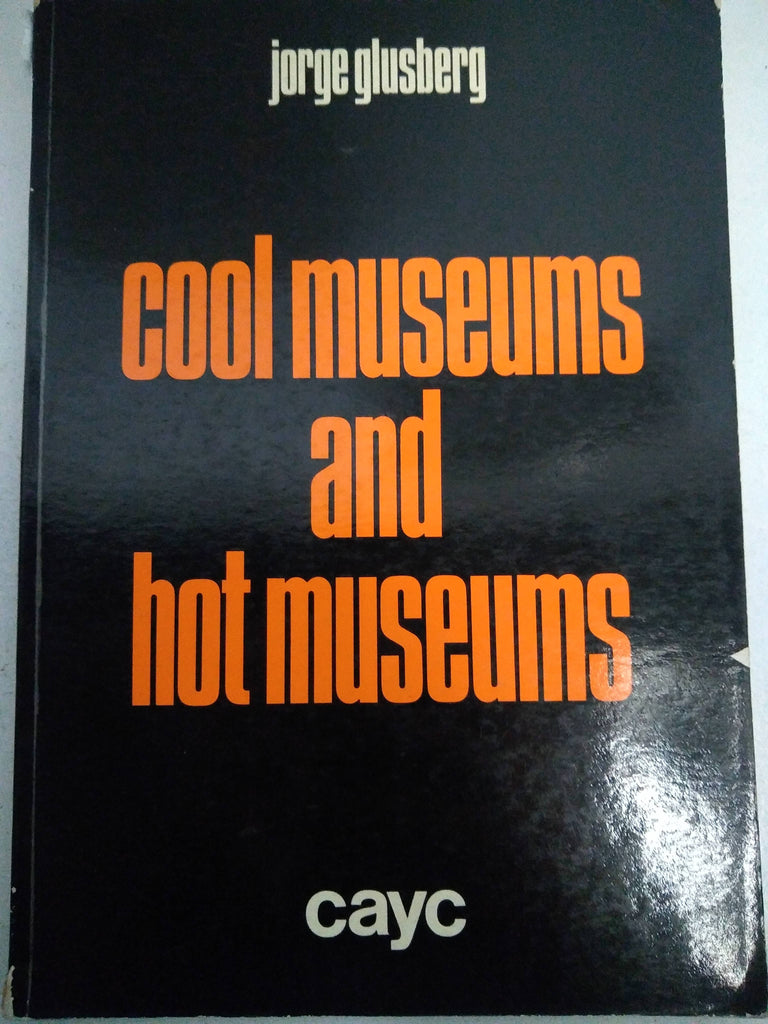 jorge glusberg
cool museums
and
hot museums
cayc